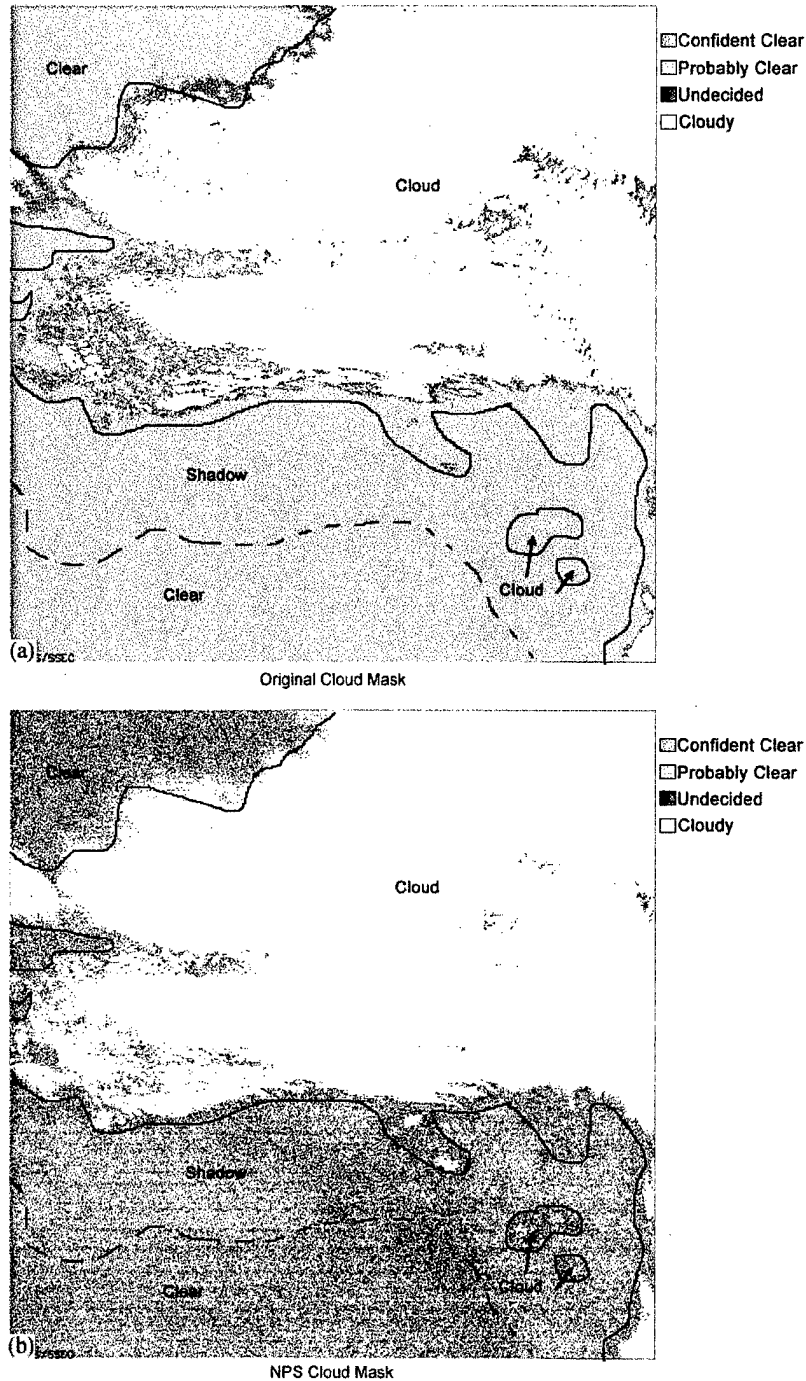 Clear
Confident Clear
Probably Clear
Undecided
Cloudy
Cloud
Shadow
Clear
Cloud
(a)
S/SSEC
Original Cloud Mask
Clear
Confident Clear
Probably Clear
Undecided
Cloudy
Cloud
Shadow
Clear
Cloud
(b)
NPS Cloud Mask